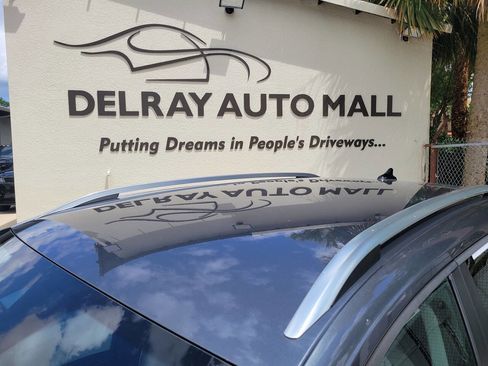 DELRAY AUTO MALL
Putting Dreams in People's Driveways...